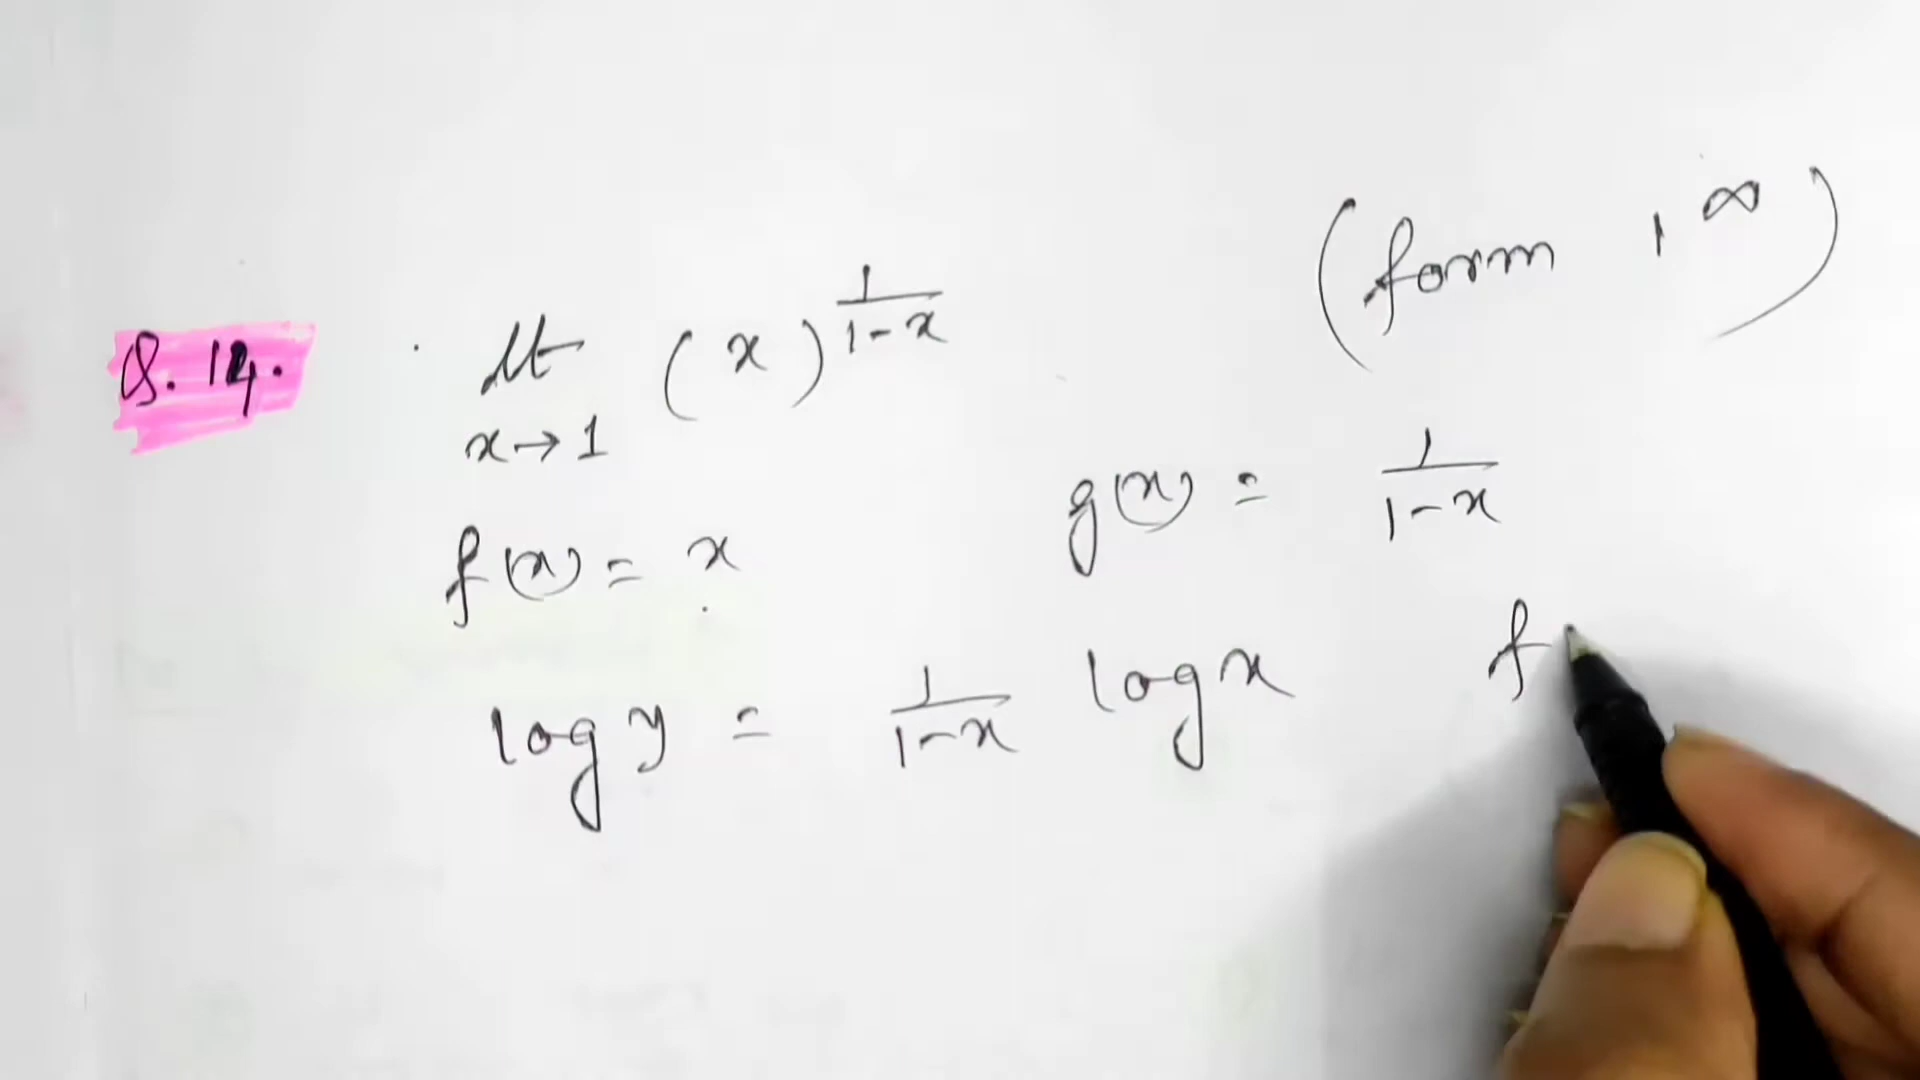 (form 1^∞)
Q. 14. lt (x)^{1/(1-x)}
x→1
f(x) = x g(x) = 1/(1-x)
log y = 1/(1-x) log x f